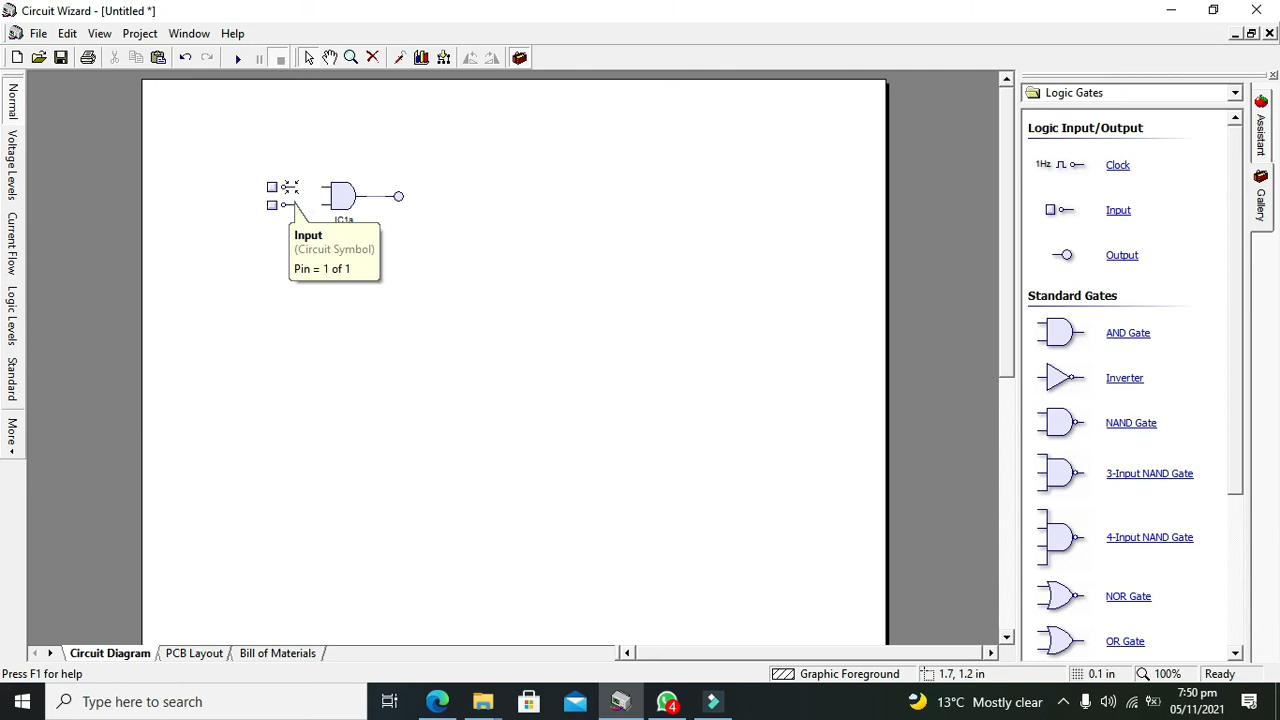 Circuit Wizard - [Untitled *]
File Edit View Project Window Help
Normal
Voltage Levels
Current Flow
Logic Levels
Standard
More
IC1a
Input
(Circuit Symbol)
Pin = 1 of 1
Logic Gates
Logic Input/Output
1Hz Clock
Input
Output
Standard Gates
AND Gate
Inverter
NAND Gate
3-Input NAND Gate
4-Input NAND Gate
NOR Gate
OR Gate
Assistant
Gallery
Circuit Diagram PCB Layout Bill of Materials
Press F1 for help Graphic Foreground 1.7, 1.2 in 0.1 in 100% Ready
Type here to search 4 13°C Mostly clear 7:50 pm
05/11/2021